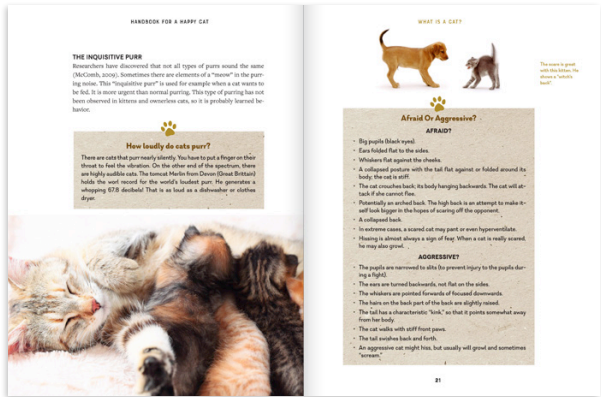 HANDBOOK FOR A HAPPY CAT
THE INQUISITIVE PURR
Researchers have discovered that not all types of purrs sound the same
(McComb, 2009). Sometimes there are elements of a “meow” in the purr-
ing noise. This “inquisitive purr” is used for example when a cat wants to
be fed. It is more urgent than normal purring. This type of purring has not
been observed in kittens and ownerless cats, so it is probably learned be-
havior.
How loudly do cats purr?
There are cats that purr nearly silently. You have to put a finger on their
throat to feel the vibration. On the other end of the spectrum, there
are highly audible cats. The tomcat Merlin from Devon (Great Brittain)
holds the worl record for the world’s loudest purr. He generates a
whopping 67.8 decibels! That is as loud as a dishwasher or clothes
dryer.
WHAT IS A CAT?
The scare is great
with this kitten. He
shows a "witch's
back".
Afraid Or Aggressive?
AFRAID?
• Big pupils (black eyes).
• Ears folded flat to the sides.
• Whiskers flat against the cheeks.
• A collapsed posture with the tail flat against or folded around its
body; the cat is stiff.
• The cat crouches back; its body hanging backwards. The cat will at-
tack if she cannot flee.
• Potentially an arched back. The high back is an attempt to make it-
self look bigger in the hopes of scaring off the opponent.
• A collapsed back.
• In extreme cases, a scared cat may pant or even hyperventilate.
• Hissing is almost always a sign of fear. When a cat is really scared,
he may also growl.
AGGRESSIVE?
• The pupils are narrowed to slits (to prevent injury to the pupils dur-
ing a fight).
• The ears are turned backwards, not flat on the sides.
• The whiskers are pointed forwards of focused downwards.
• The hairs on the back part of the back are slightly raised.
• The tail has a characteristic “kink,” so that it points somewhat away
from her body.
• The cat walks with stiff front paws.
• The tail swishes back and forth.
• An aggressive cat might hiss, but usually will growl and sometimes
“scream.”
21